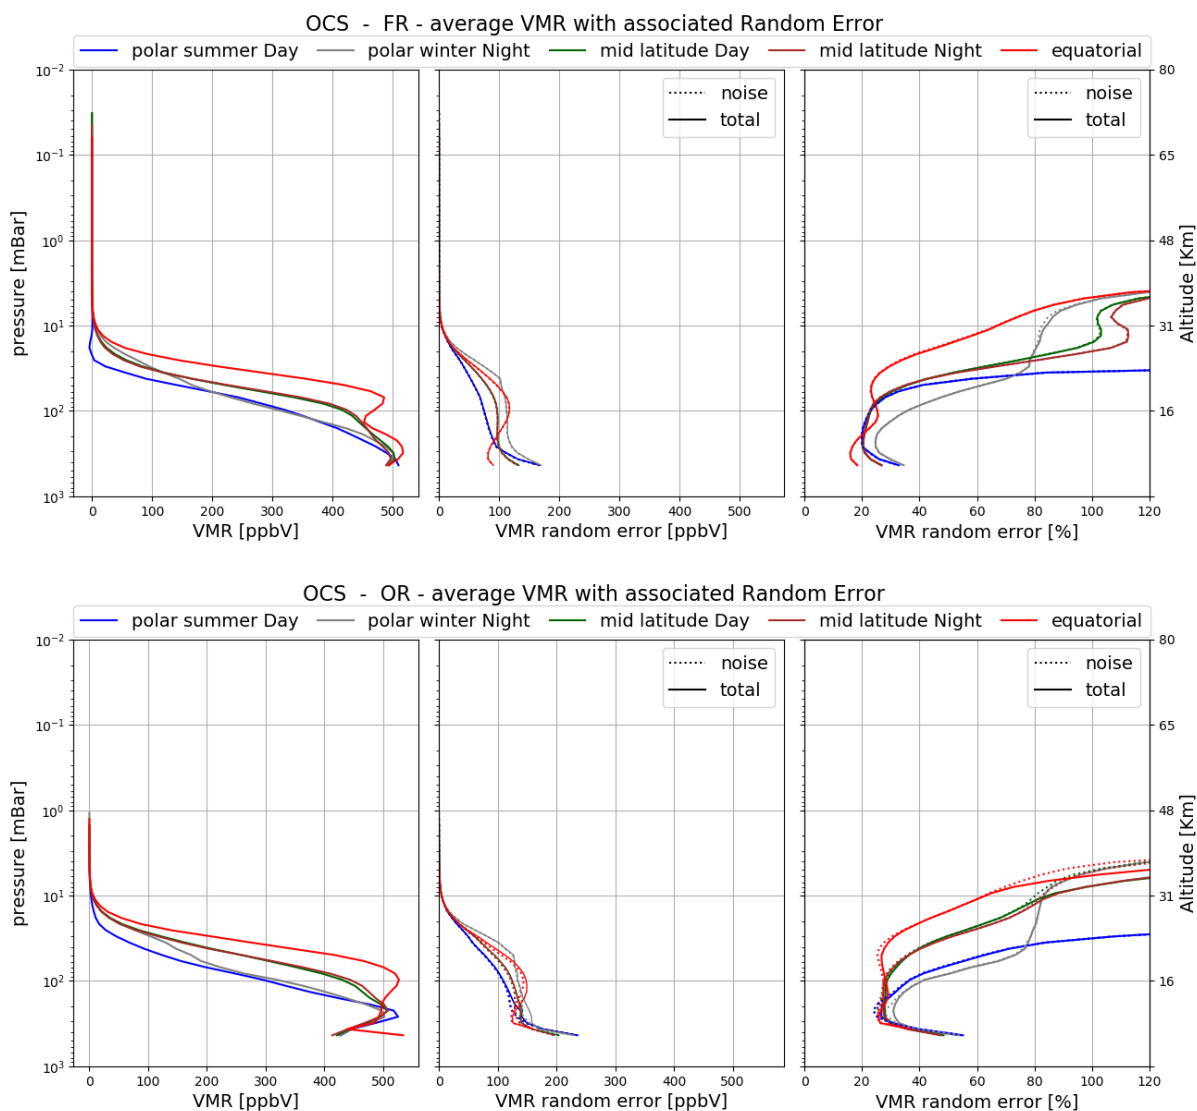 OCS - FR - average VMR with associated Random Error
polar summer Day polar winter Night mid latitude Day mid latitude Night equatorial
noise
total
noise
total
10⁻²
10⁻¹
10⁰
10¹
10²
10³
pressure [mBar]
80
65
48
31
16
Altitude [Km]
0 100 200 300 400 500
0 100 200 300 400 500
0 20 40 60 80 100 120
VMR [ppbV]
VMR random error [ppbV]
VMR random error [%]
OCS - OR - average VMR with associated Random Error
polar summer Day polar winter Night mid latitude Day mid latitude Night equatorial
noise
total
noise
total
10⁻²
10⁻¹
10⁰
10¹
10²
10³
pressure [mBar]
80
65
48
31
16
Altitude [Km]
0 100 200 300 400 500
0 100 200 300 400 500
0 20 40 60 80 100 120
VMR [ppbV]
VMR random error [ppbV]
VMR random error [%]